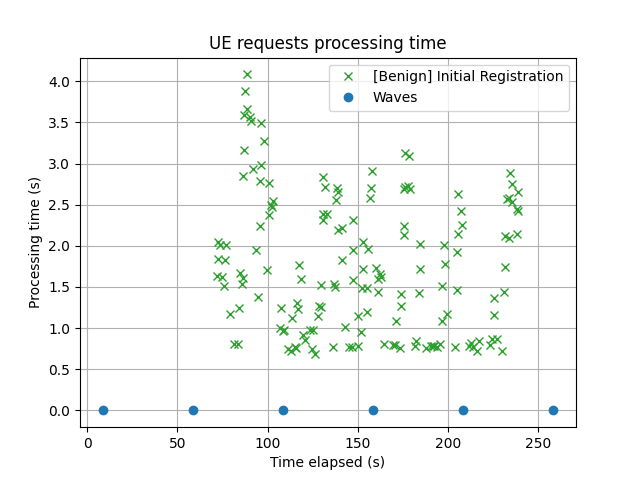 UE requests processing time
[Benign] Initial Registration
Waves
Processing time (s)
4.0
3.5
3.0
2.5
2.0
1.5
1.0
0.5
0.0
0 50 100 150 200 250
Time elapsed (s)